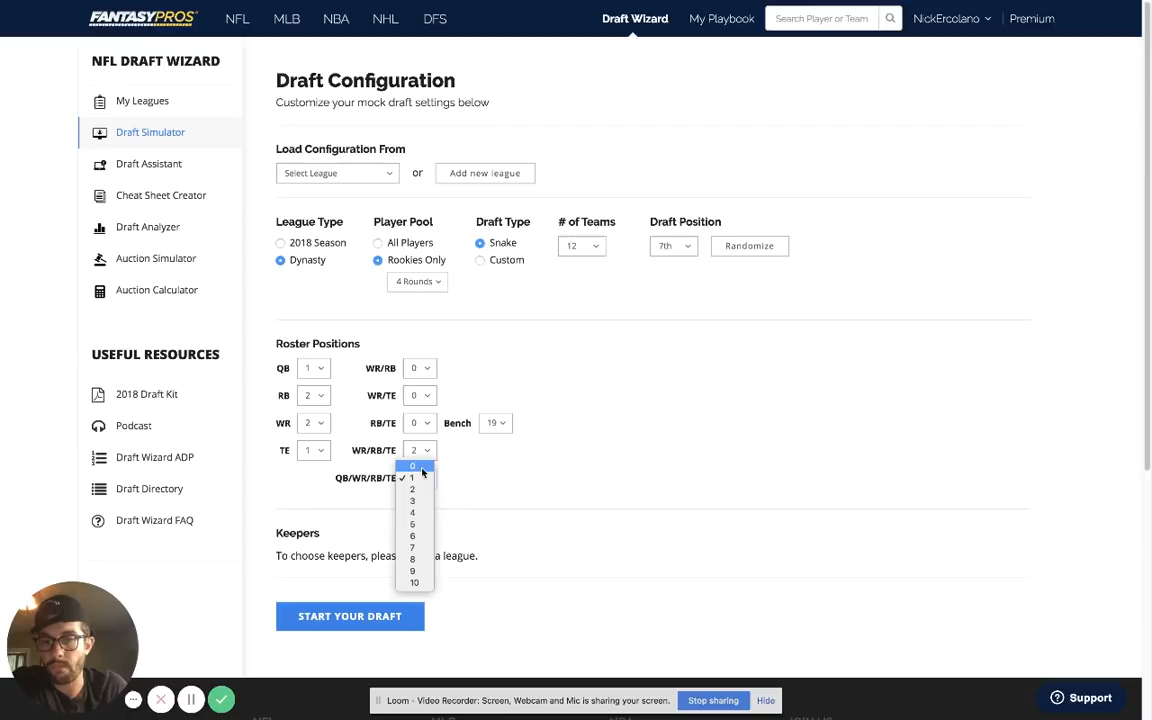 FANTASYPROS NFL MLB NBA NHL DFS Draft Wizard My Playbook Search Player or Team NickErcolano Premium
NFL DRAFT WIZARD
My Leagues
Draft Simulator
Draft Assistant
Cheat Sheet Creator
Draft Analyzer
Auction Simulator
Auction Calculator
USEFUL RESOURCES
2018 Draft Kit
Podcast
Draft Wizard ADP
Draft Directory
Draft Wizard FAQ
Draft Configuration
Customize your mock draft settings below
Load Configuration From
Select League or Add new league
League Type Player Pool Draft Type # of Teams Draft Position
2018 Season All Players Snake 12 7th Randomize
Dynasty Rookies Only Custom
4 Rounds
Roster Positions
QB 1 WR/RB 0
RB 2 WR/TE 0
WR 2 RB/TE 0 Bench 19
TE 1 WR/RB/TE 2
0
QB/WR/RB/TE ✓ 1
2
3
4
5
6
7
8
9
10
Keepers
To choose keepers, plea a league.
START YOUR DRAFT
Loom - Video Recorder: Screen, Webcam and Mic is sharing your screen. Stop sharing Hide
Support